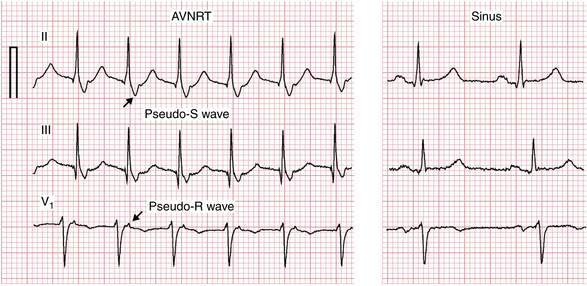 AVNRT
Sinus
II
Pseudo-S wave
III
V1
Pseudo-R wave